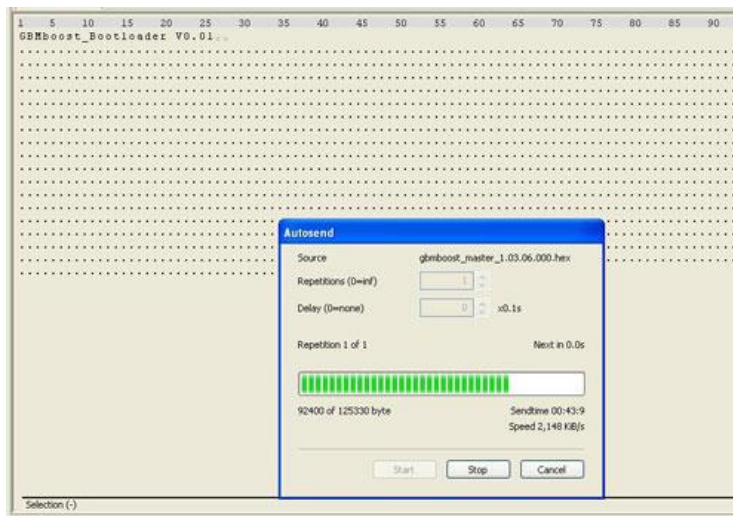 1 5 10 15 20 25 30 35 40 45 50 55 60 65 70 75 80 85 90
GBMboost_Bootloader V0.01
Autosend
Source gbmboost_master_1.03.06.000.hex
Repetitions (0=inf) 1
Delay (0=none) 0 x0.1s
Repetition 1 of 1 Next in 0.0s
92400 of 125330 byte Sendtime 00:43:9
Speed 2,148 KiB/s
Start Stop Cancel
Selection (-)